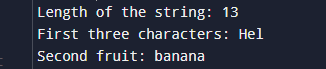 Length of the string: 13
First three characters: Hel
Second fruit: banana